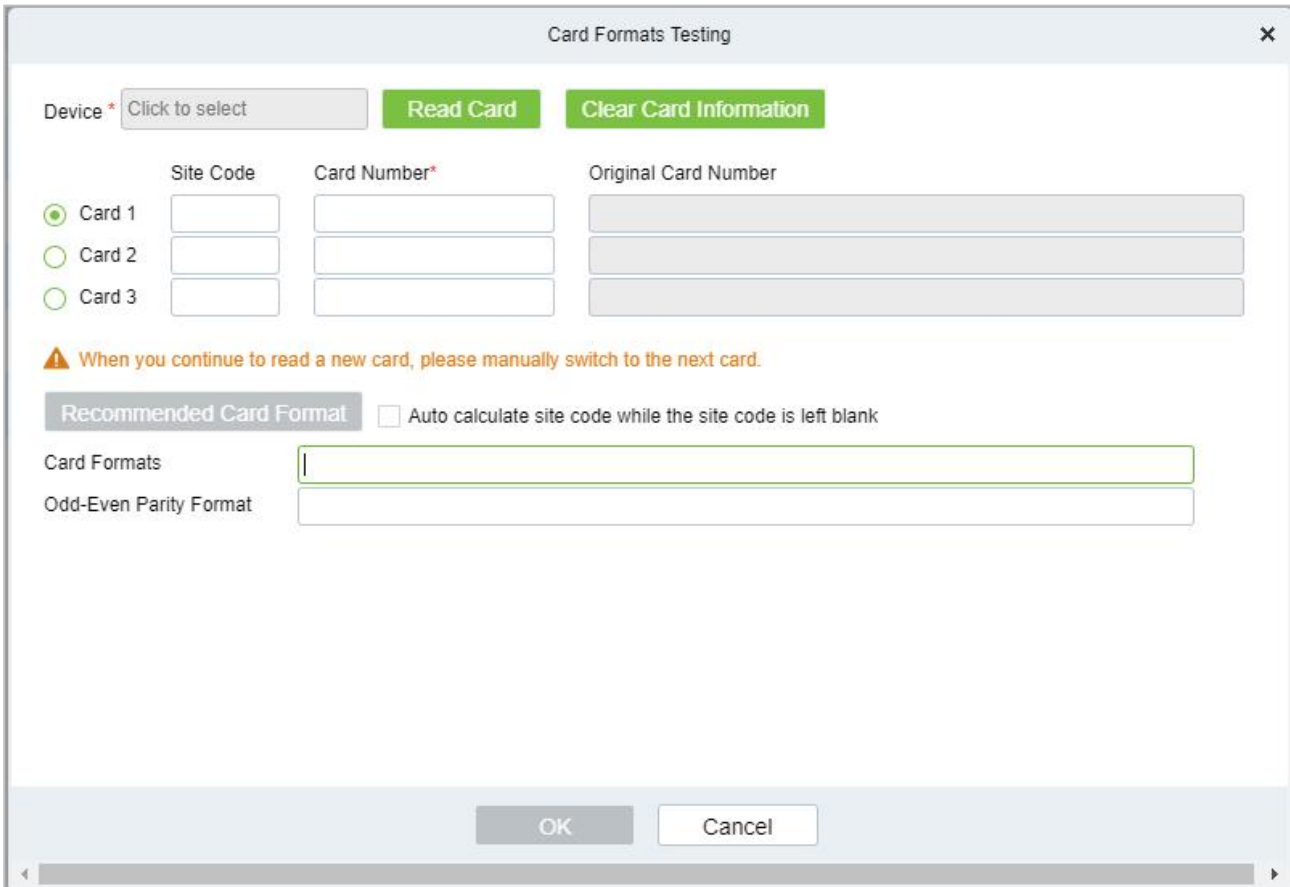 Card Formats Testing
Device * Click to select Read Card Clear Card Information
Site Code Card Number* Original Card Number
Card 1
Card 2
Card 3
When you continue to read a new card, please manually switch to the next card.
Recommended Card Format Auto calculate site code while the site code is left blank
Card Formats
Odd-Even Parity Format
OK Cancel